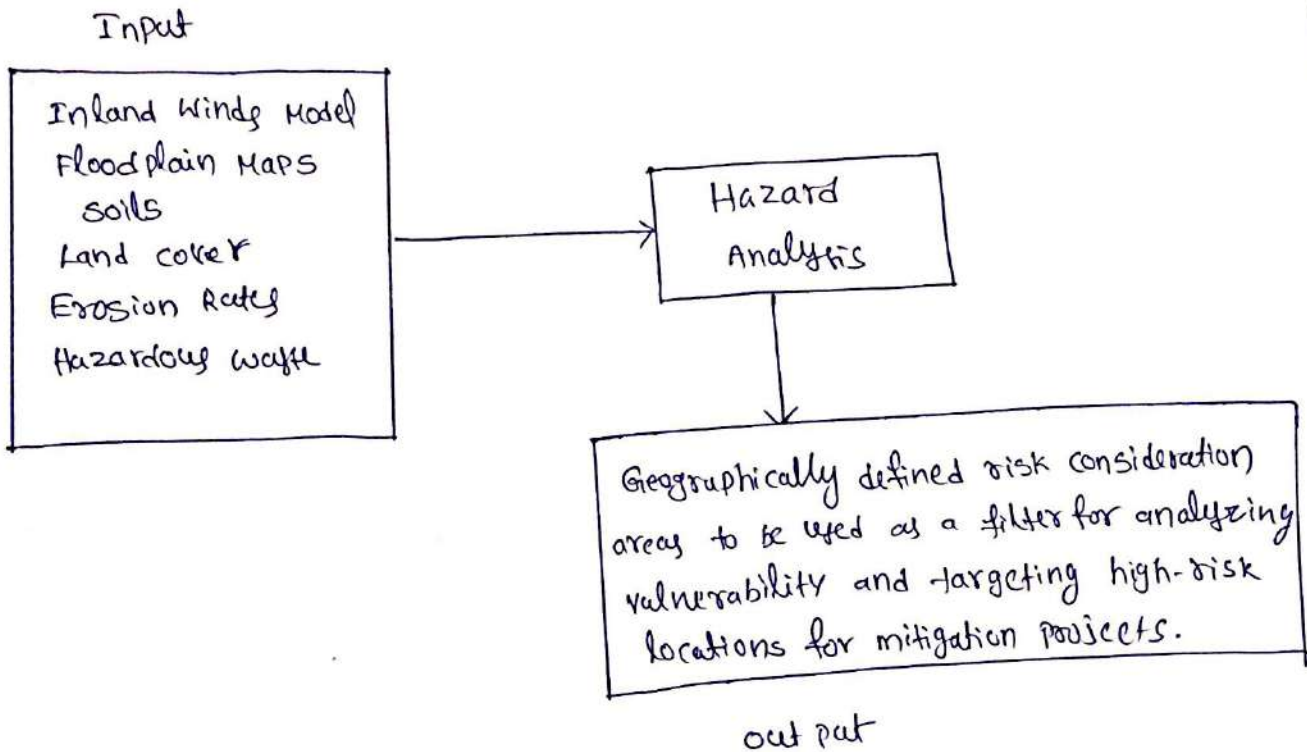 Input
Inland Winds Model
Floodplain Maps
soils
Land cover
Erosion Rates
Hazardous waste
Hazard
Analysis
Geographically defined risk consideration
areas to be used as a filter for analyzing
vulnerability and targeting high-risk
locations for mitigation projects.
out put